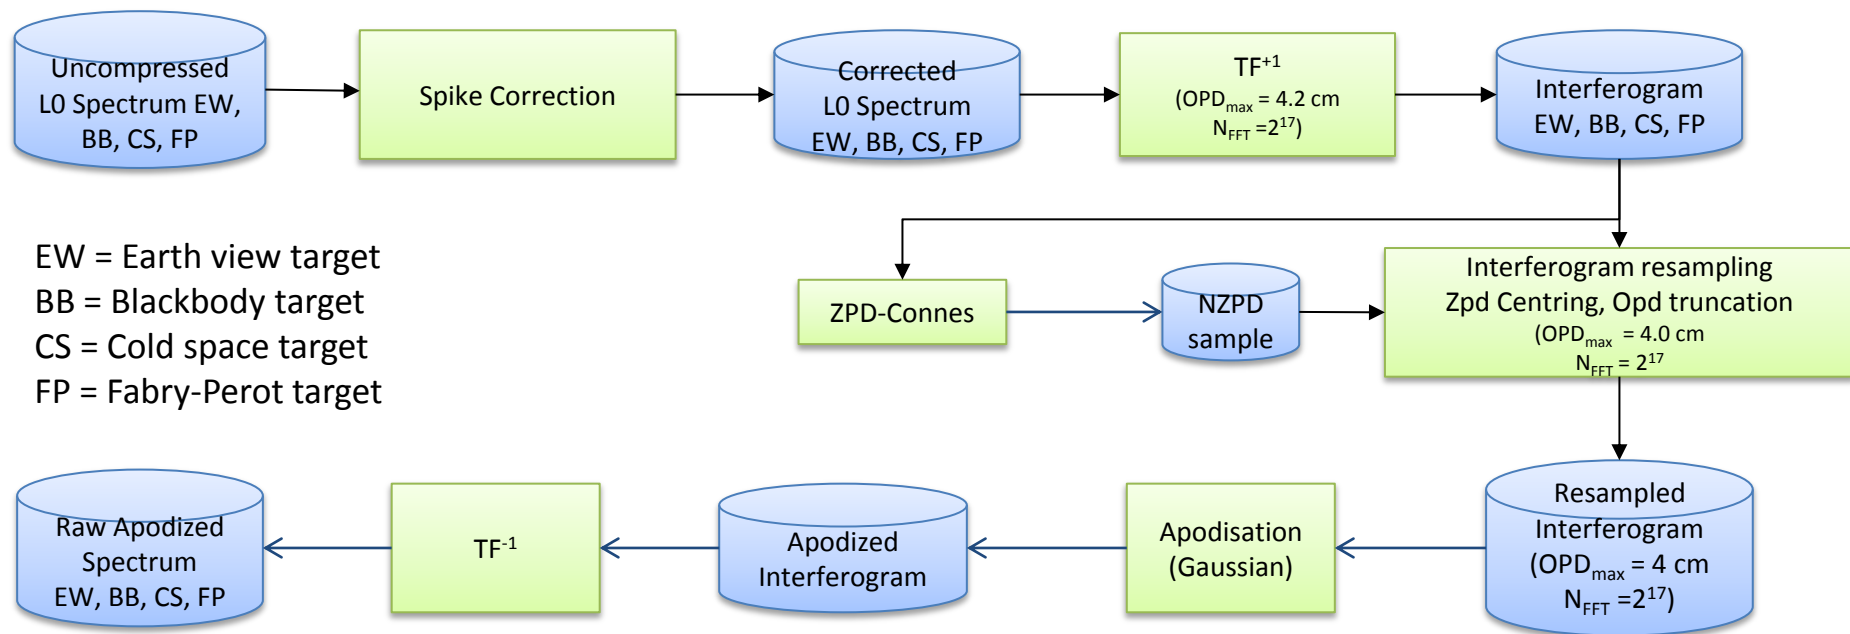 Uncompressed
L0 Spectrum EW,
BB, CS, FP
Spike Correction
Corrected
L0 Spectrum
EW, BB, CS, FP
TF+1
(OPDmax = 4.2 cm
NFFT =2^17)
Interferogram
EW, BB, CS, FP
EW = Earth view target
BB = Blackbody target
CS = Cold space target
FP = Fabry-Perot target
ZPD-Connes
NZPD
sample
Interferogram resampling
Zpd Centring, Opd truncation
(OPDmax = 4.0 cm
NFFT = 2^17
Raw Apodized
Spectrum
EW, BB, CS, FP
TF-1
Apodized
Interferogram
Apodisation
(Gaussian)
Resampled
Interferogram
(OPDmax = 4 cm
NFFT =2^17)